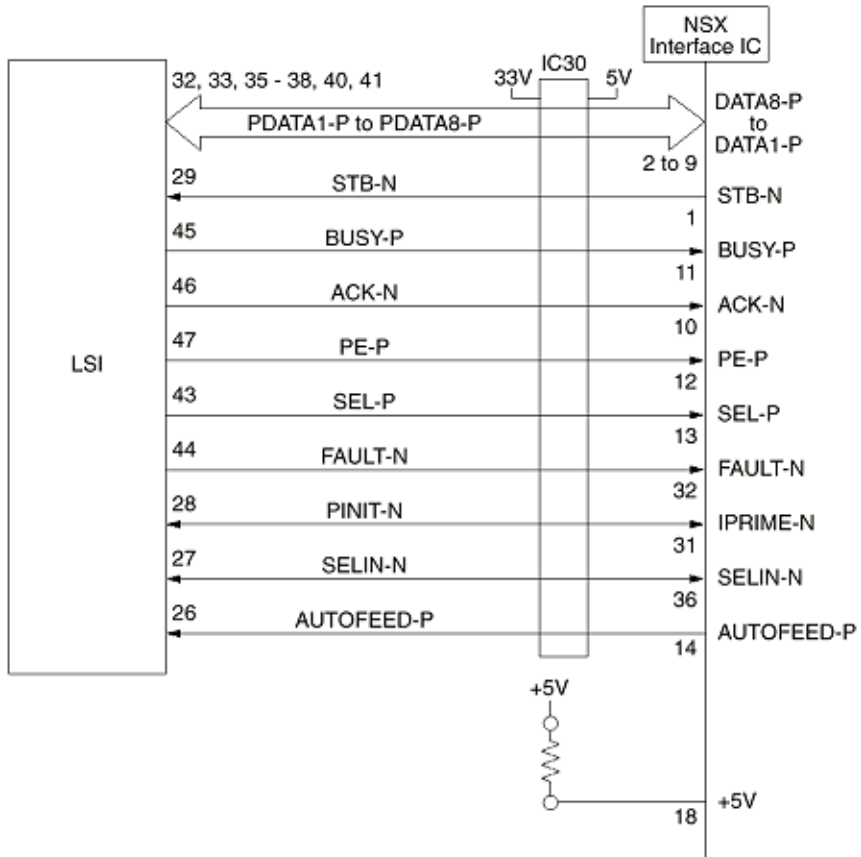 NSX
Interface IC
IC30
33V
5V
32, 33, 35 - 38, 40, 41
PDATA1-P to PDATA8-P
DATA8-P
to
DATA1-P
2 to 9
29
STB-N
STB-N
1
45
BUSY-P
BUSY-P
11
46
ACK-N
ACK-N
10
LSI
47
PE-P
PE-P
12
43
SEL-P
SEL-P
13
44
FAULT-N
FAULT-N
32
28
PINIT-N
IPRIME-N
31
27
SELIN-N
SELIN-N
36
26
AUTOFEED-P
AUTOFEED-P
14
+5V
+5V
18